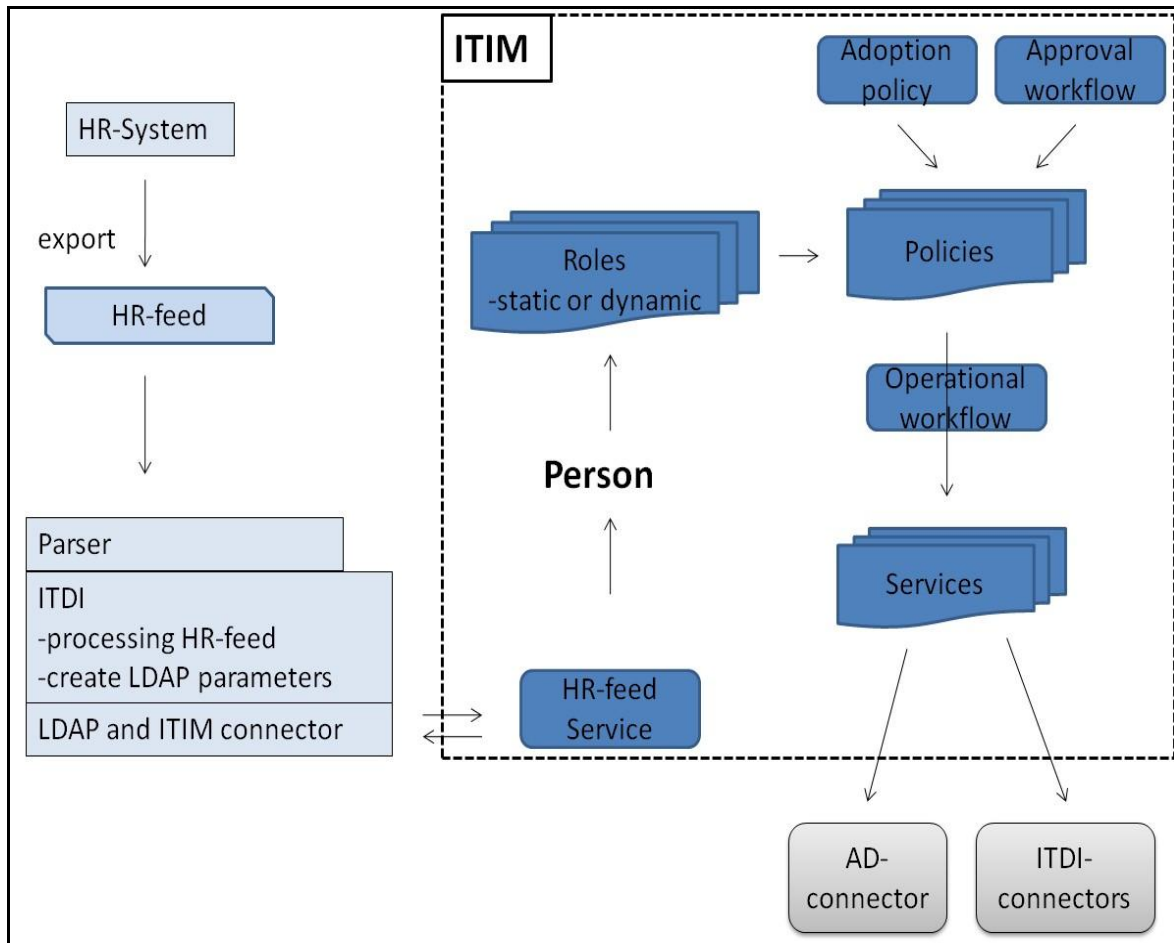 ITIM
Adoption
policy
Approval
workflow
HR-System
export
HR-feed
Roles
-static or dynamic
Policies
Operational
workflow
Person
Services
Parser
ITDI
-processing HR-feed
-create LDAP parameters
LDAP and ITIM connector
HR-feed
Service
AD-
connector
ITDI-
connectors